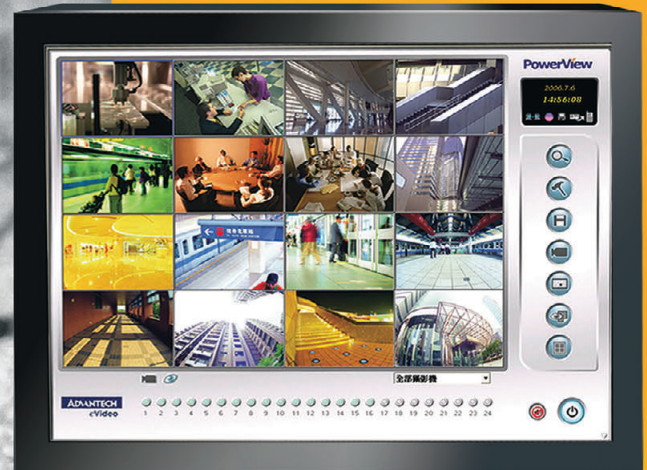 PowerView
2006.7.6
14:56:08
全部攝影機
ADVANTECH
eVideo
1 2 3 4 5 6 7 8 9 10 11 12 13 14 15 16 17 18 19 20 21 22 23 24